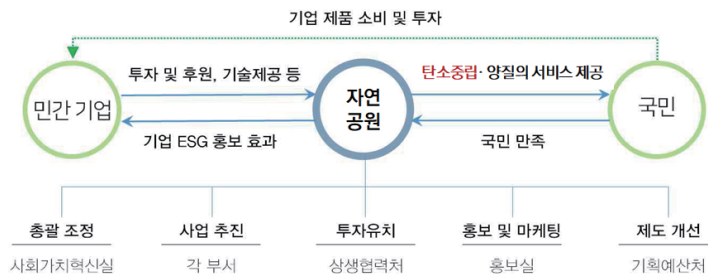 기업 제품 소비 및 투자
민간 기업
투자 및 후원, 기술제공 등
기업 ESG 홍보 효과
자연
공원
탄소중립· 양질의 서비스 제공
국민 만족
국민
총괄 조정
사업 추진
투자유치
홍보 및 마케팅
제도 개선
사회가치혁신실
각 부서
상생협력처
홍보실
기획예산처